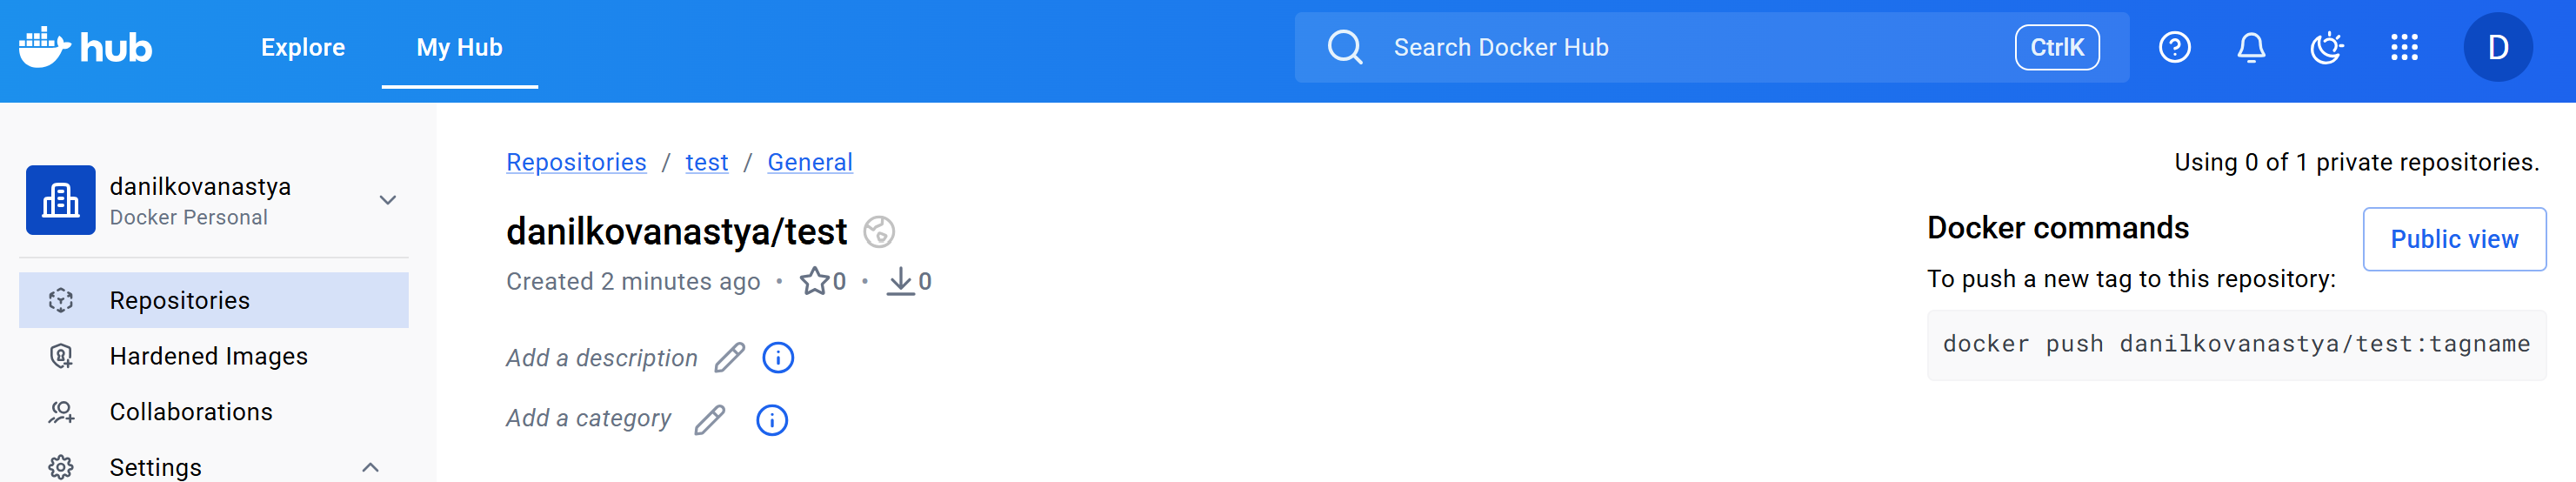 hub Explore My Hub Search Docker Hub CtrlK D
danilkovanastya
Docker Personal
Repositories
Hardened Images
Collaborations
Settings
Repositories / test / General
Using 0 of 1 private repositories.
danilkovanastya/test
Created 2 minutes ago • 0 • 0
Add a description
Add a category
Docker commands
Public view
To push a new tag to this repository:
docker push danilkovanastya/test:tagname